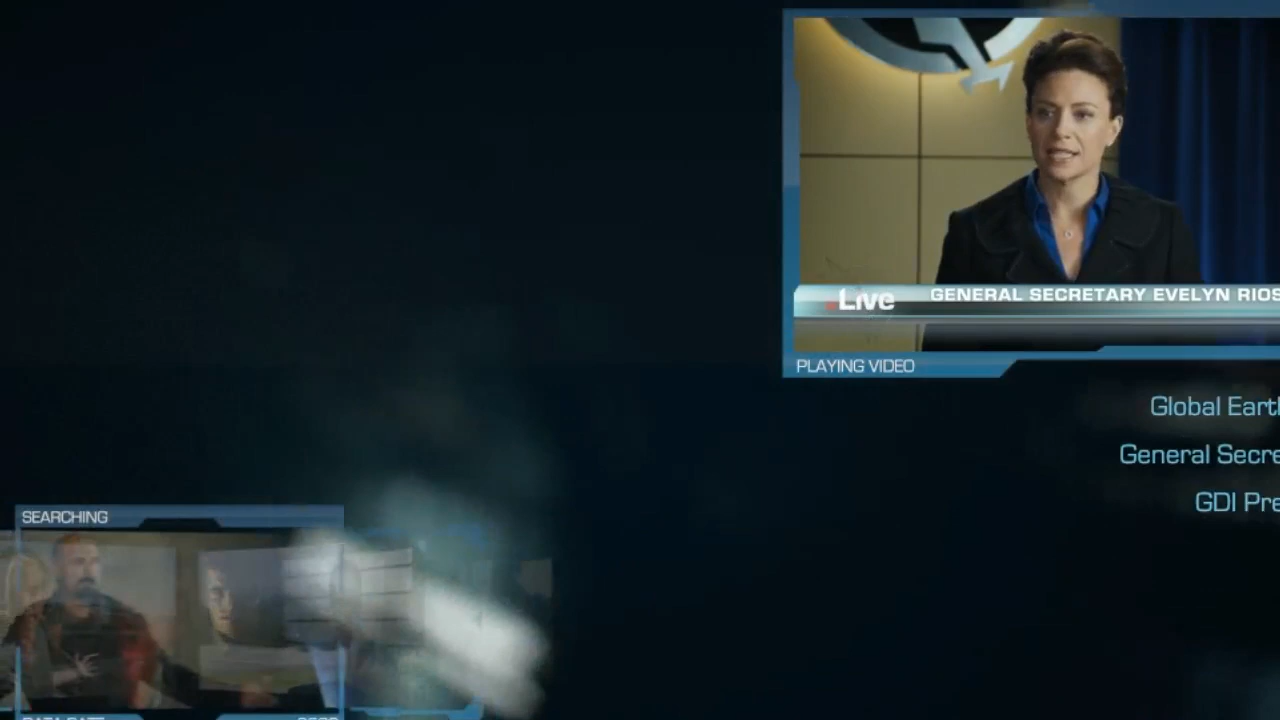 Live
GENERAL SECRETARY EVELYN RIOS
PLAYING VIDEO
Global Eart
General Secre
GDI Pre
SEARCHING